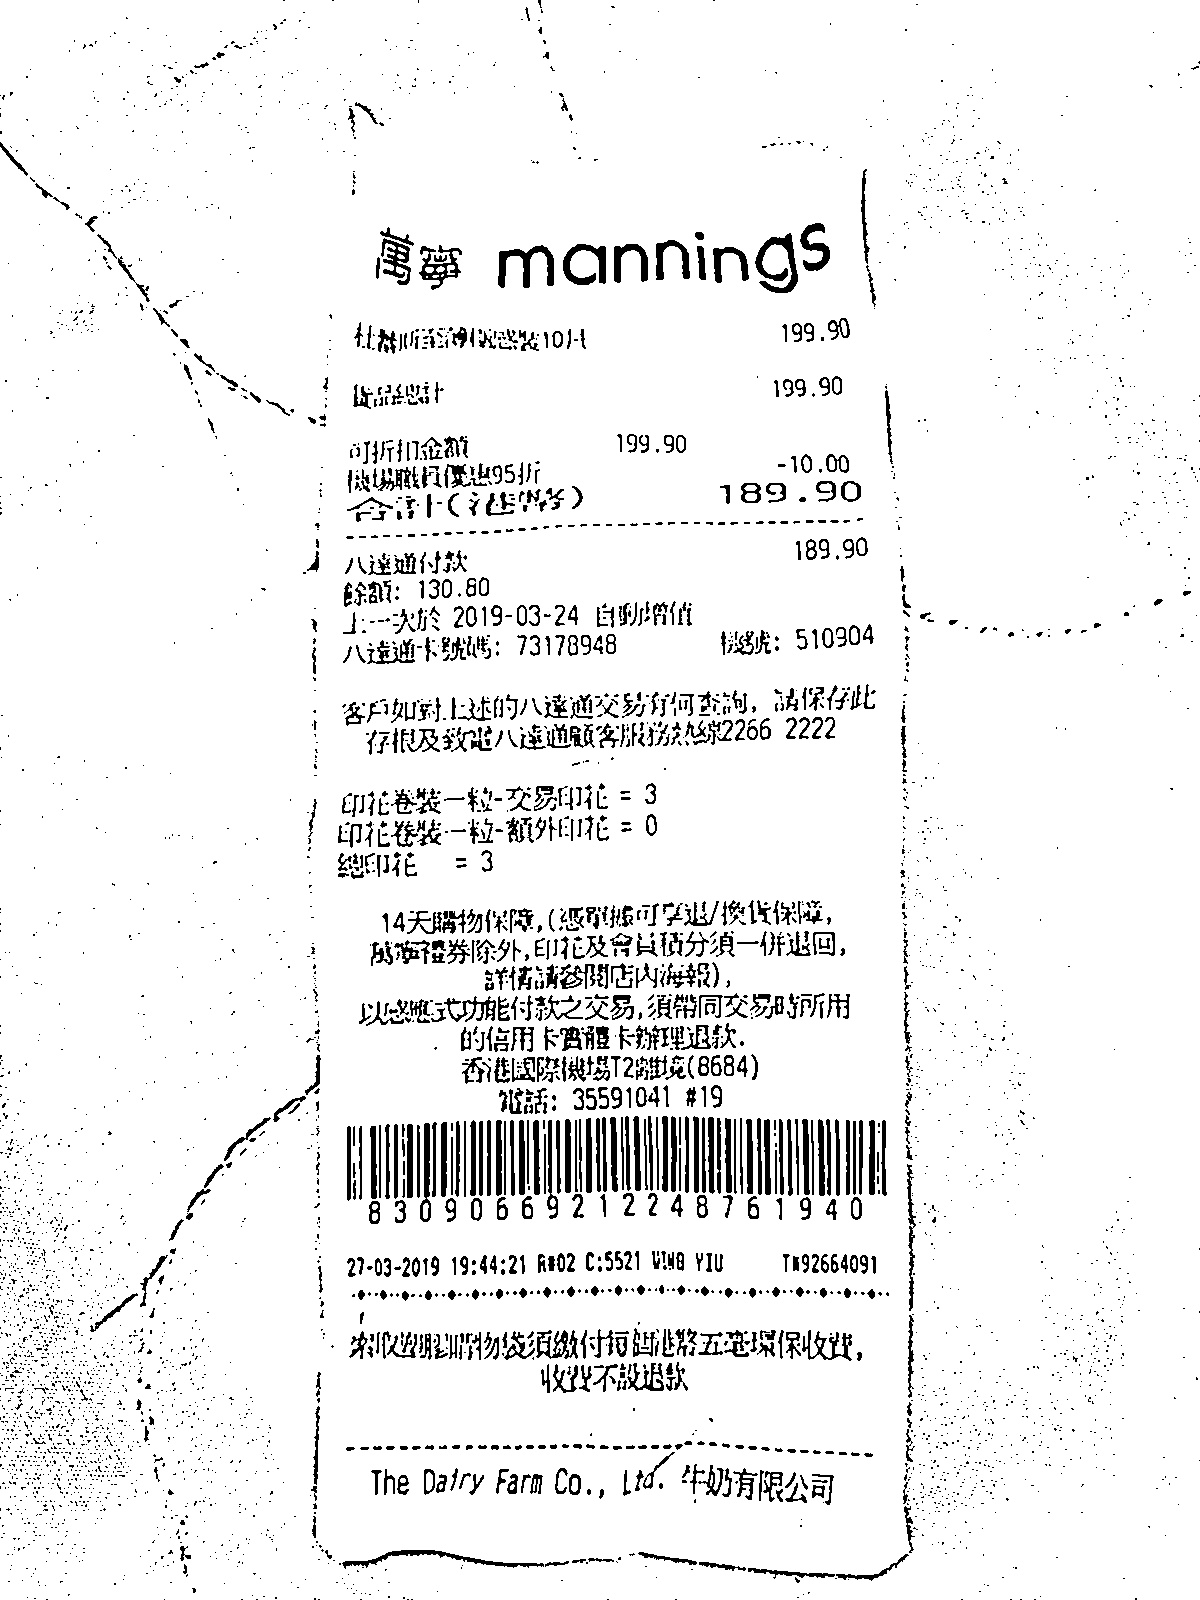 萬寧 mannings
杜蕾斯 裝10片 199.90
貨品總計 199.90
可折扣金額 199.90
機場職員優惠95折 -10.00
合計(港幣) 189.90
八達通付款 189.90
餘額: 130.80
上一次於 2019-03-24 自動增值
八達通卡號碼: 73178948 機號: 510904
客戶如對上述的八達通交易有何查詢, 請保存此
存根及致電八達通顧客服務熱線2266 2222
印花卷裝一粒-交易印花 = 3
印花卷裝一粒-額外印花 = 0
總印花 = 3
14天購物保障,(憑單據可享退/換貨保障,
萬寧禮券除外,印花及會員積分須一併退回,
詳情請參閱店內海報),
以感應式功能付款之交易,須帶同交易時所用
的信用卡實體卡辦理退款.
香港國際機場T2離境(8684)
電話: 35591041 #19
83090669212248761940
27-03-2019 19:44:21 R#02 C:5521 WING YIU T#92664091
索取塑膠購物袋須繳付每個港幣五毫環保收費,
收費不設退款
The Dairy Farm Co., Ltd. 牛奶有限公司